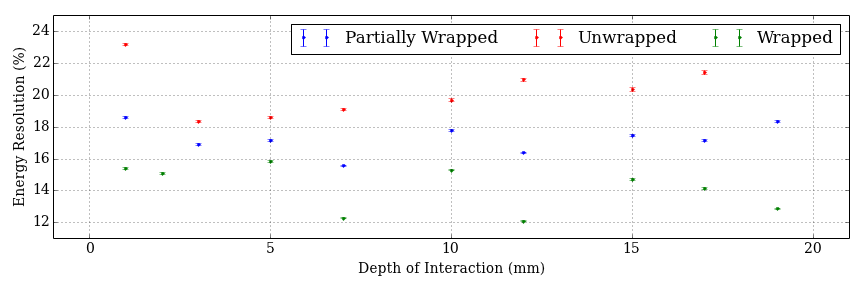 24
22
20
18
16
14
12
Energy Resolution (%)
Partially Wrapped Unwrapped Wrapped
0 5 10 15 20
Depth of Interaction (mm)